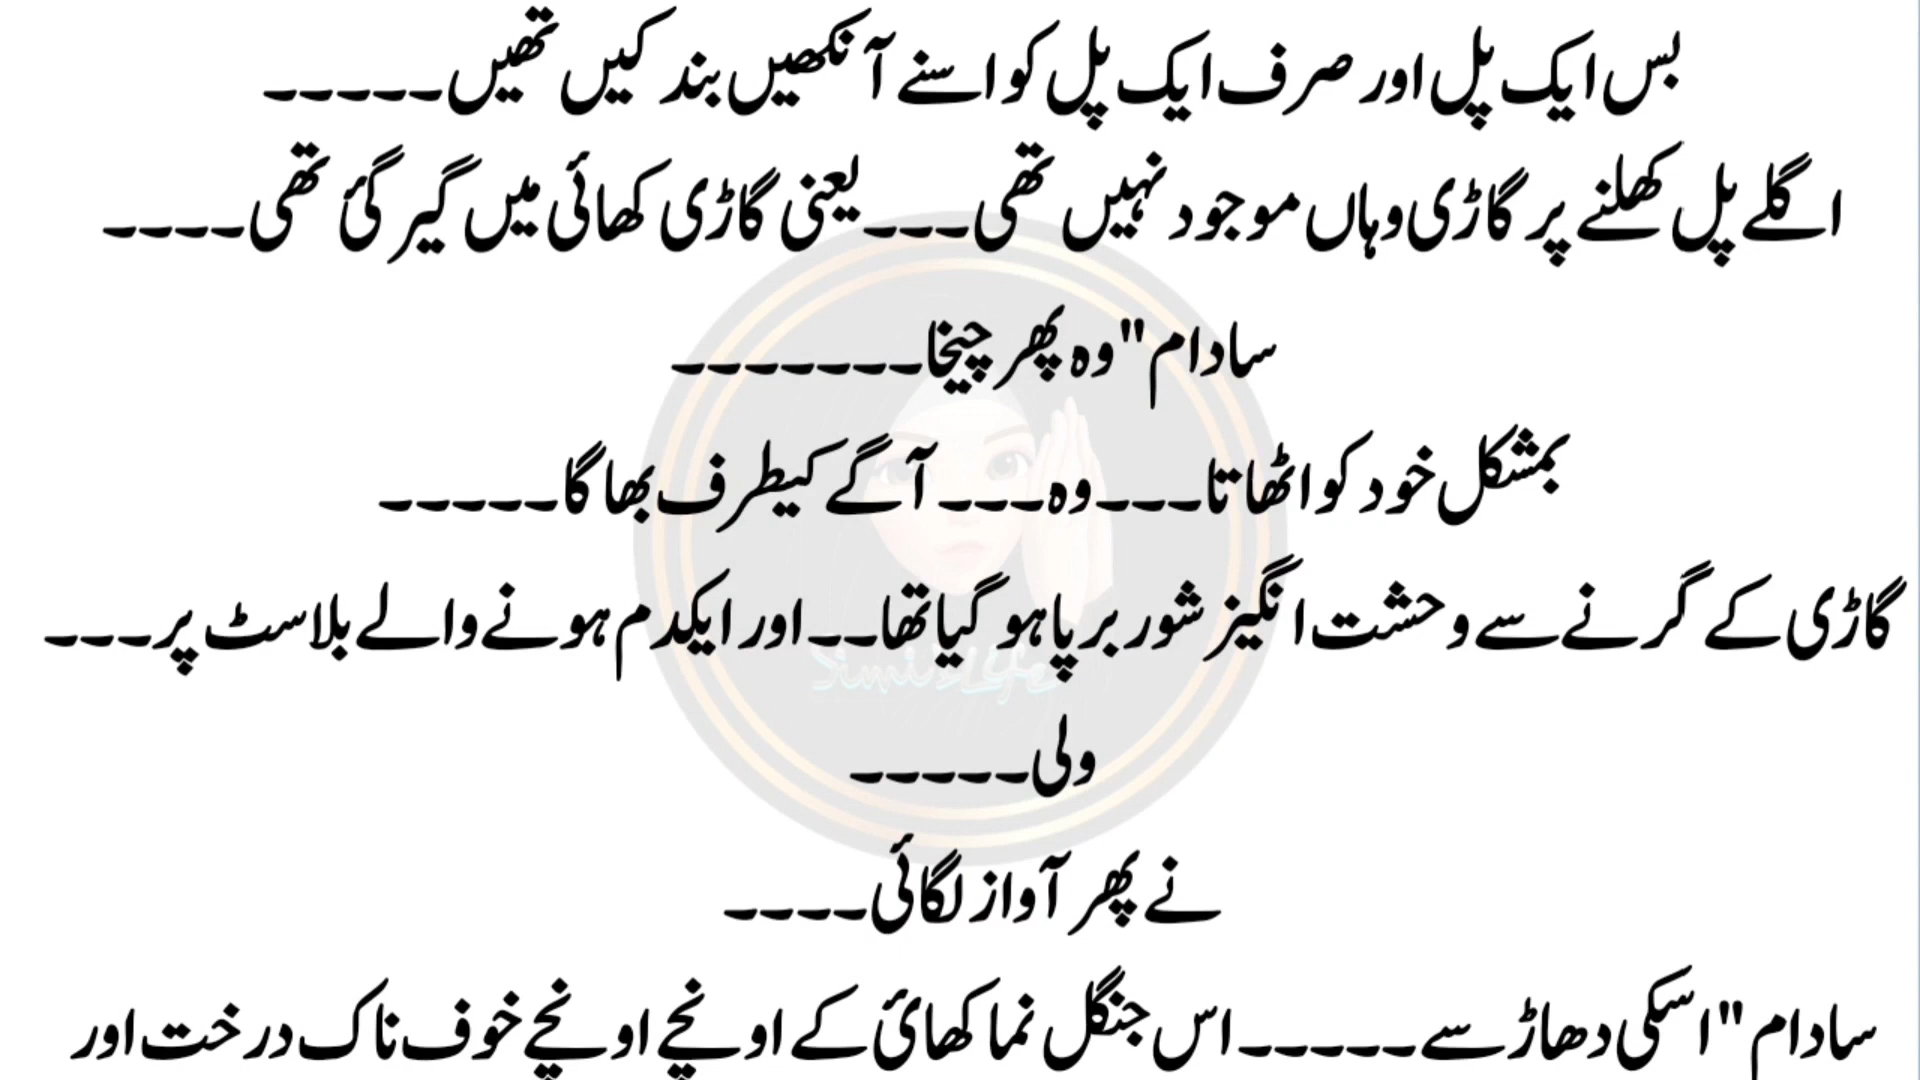 بس ایک پل اور صرف ایک پل کو اسنے آنکھیں بند کیں تھیں۔۔۔۔۔
اگلے پل کھلنے پر گاڑی وہاں موجود نہیں تھی۔۔۔ یعنی گاڑی کھائی میں گیر گئ تھی۔۔۔۔
سادام" وہ پھر چیخا۔۔۔۔۔۔۔
بمشکل خود کو اٹھاتا۔۔۔ وہ۔۔۔ آگے کیطرف بھاگا۔۔۔۔۔
گاڑی کے گرنے سے وحشت انگیز شور برپا ہو گیا تھا۔۔ اور ایکدم ہونے والے بلاسٹ پر۔۔۔
ولی۔۔۔۔۔
Simi's Life
نے پھر آواز لگائی۔۔۔۔
سادام" اسکی دھاڑ سے۔۔۔۔۔ اس جنگل نما کھائ کے اونچے اونچے خوف ناک درخت اور